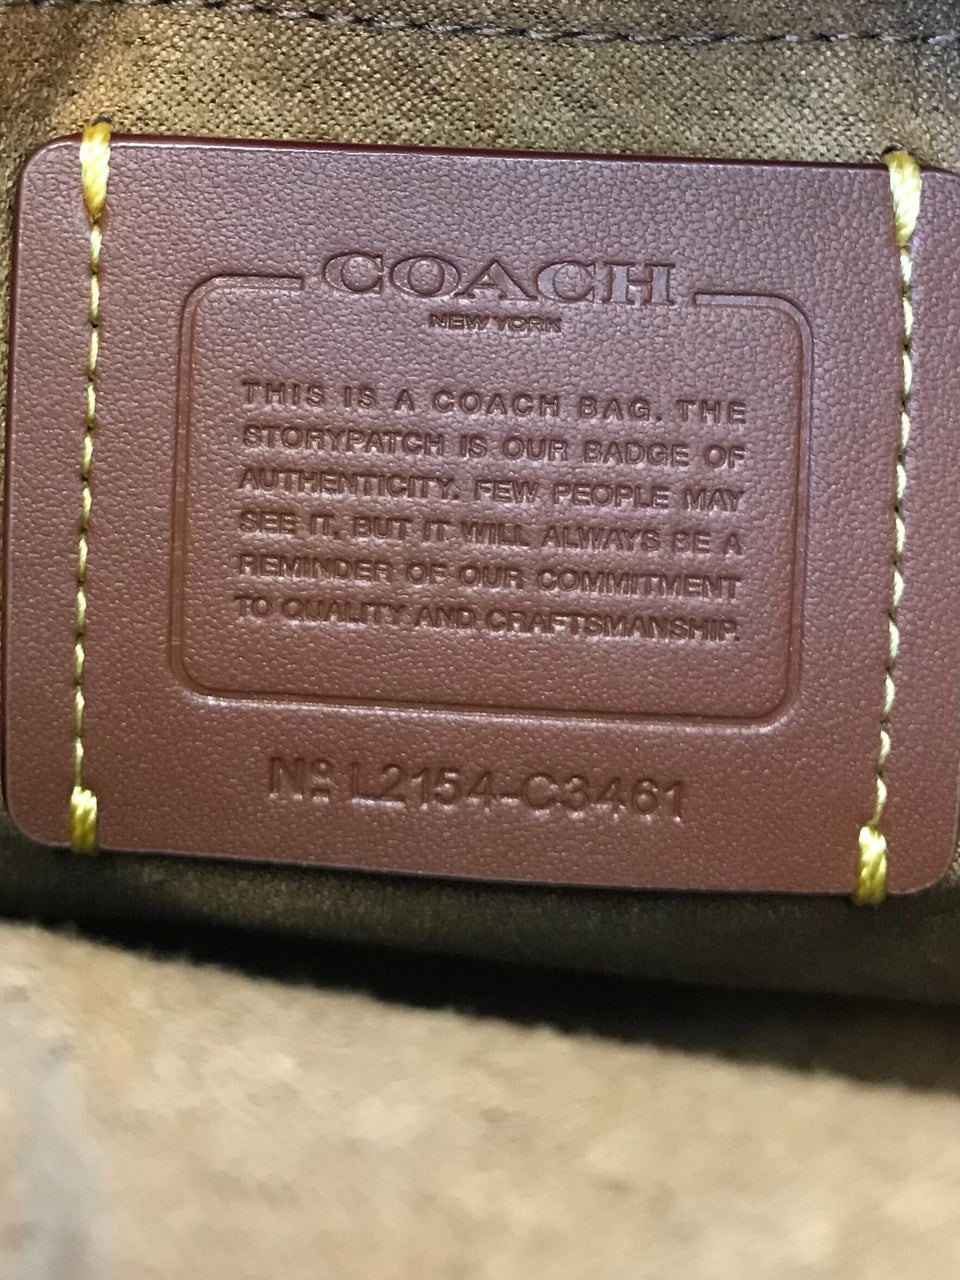 COACH
NEW YORK
THIS IS A COACH BAG. THE
STORYPATCH IS OUR BADGE OF
AUTHENTICITY. FEW PEOPLE MAY
SEE IT, BUT IT WILL ALWAYS BE A
REMINDER OF OUR COMMITMENT
TO QUALITY AND CRAFTSMANSHIP.
Nº L2154-C3461